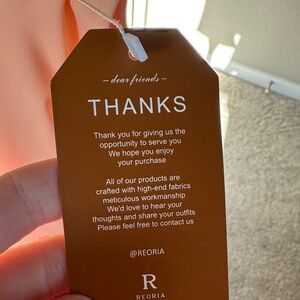 — dear friends —
THANKS
Thank you for giving us the
opportunity to serve you
We hope you enjoy
your purchase
All of our products are
crafted with high-end fabrics
meticulous workmanship
We'd love to hear your
thoughts and share your outfits
Please feel free to contact us
@REORIA
R
REORIA